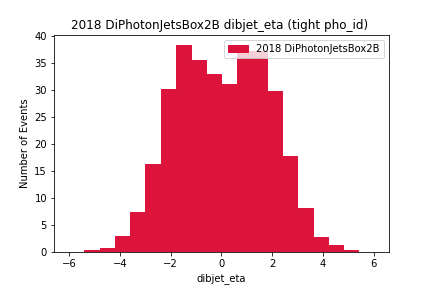 2018 DiPhotonJetsBox2B dibjet_eta (tight pho_id)
2018 DiPhotonJetsBox2B
Number of Events
40
35
30
25
20
15
10
5
0
−6 −4 −2 0 2 4 6
dibjet_eta